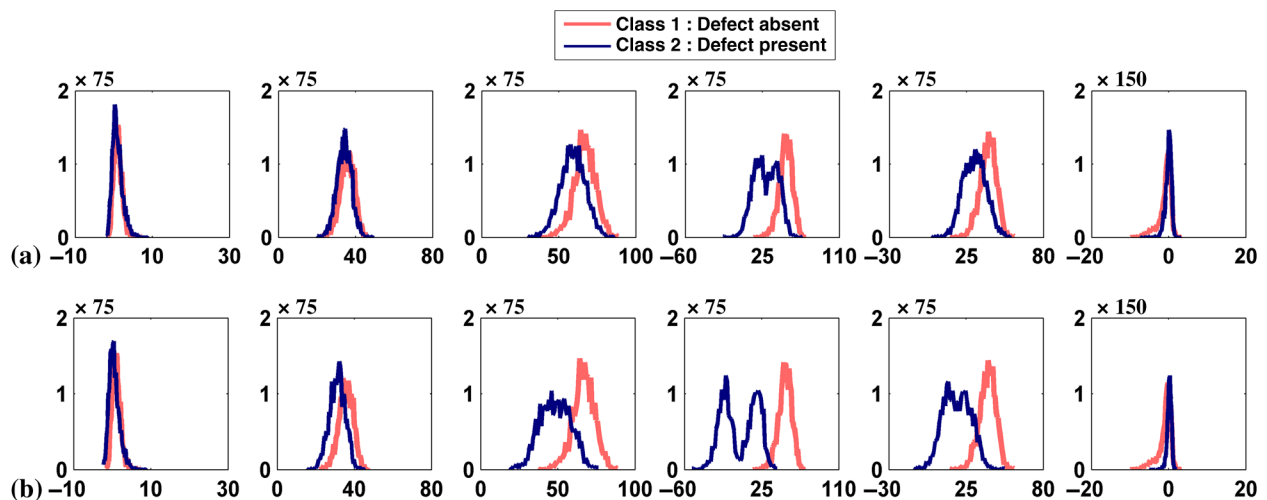 Class 1 : Defect absent
Class 2 : Defect present
× 75 × 75 × 75 × 75 × 75 × 150
2 2 2 2 2 2
1 1 1 1 1 1
0 0 0 0 0 0
(a) –10 10 30 0 40 80 0 50 100 –60 25 110 –30 25 80 –20 0 20
× 75 × 75 × 75 × 75 × 75 × 150
2 2 2 2 2 2
1 1 1 1 1 1
0 0 0 0 0 0
(b) –10 10 30 0 40 80 0 50 100 –60 25 110 –30 25 80 –20 0 20